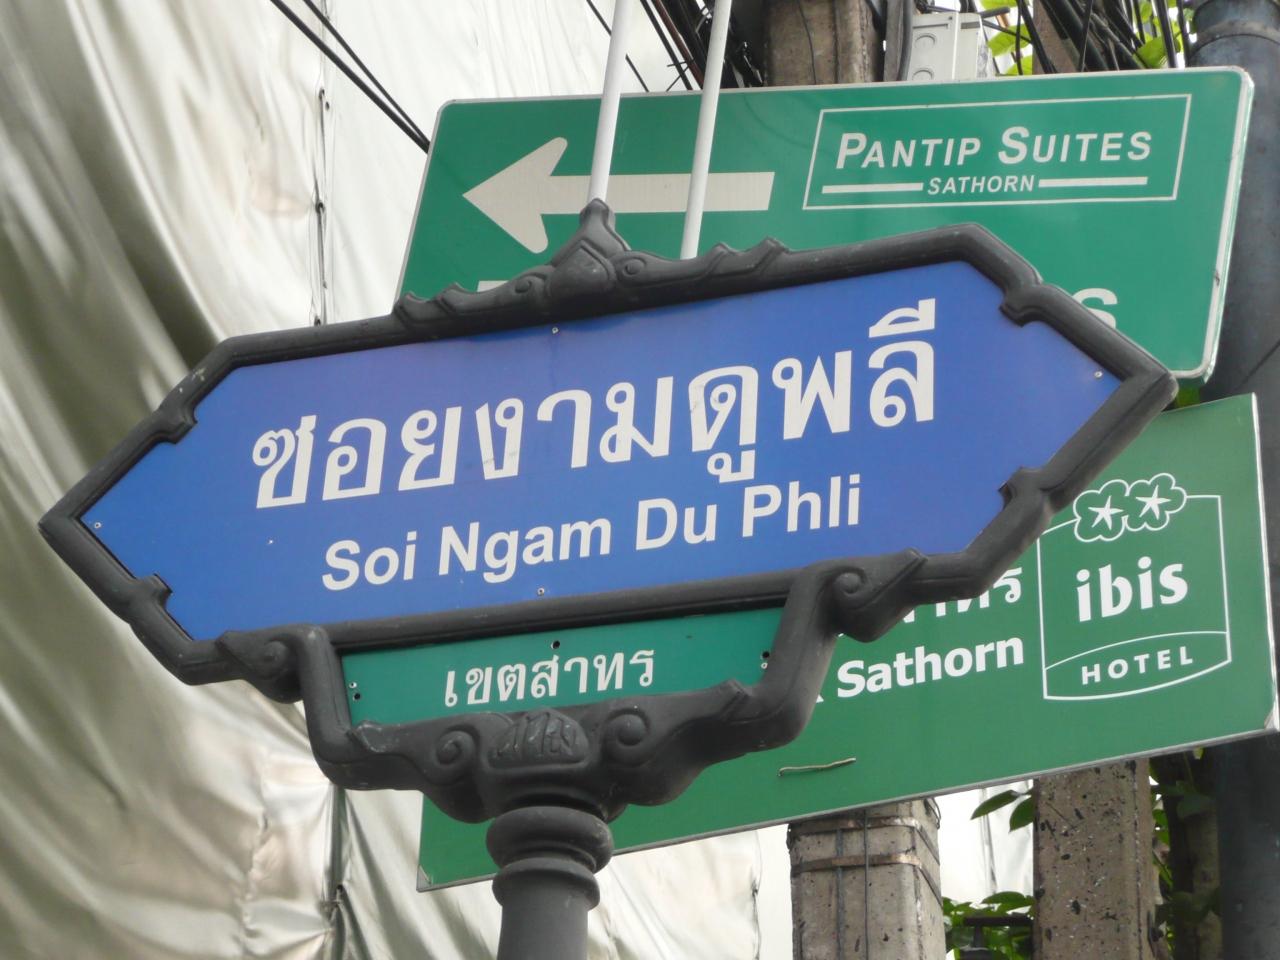 PANTIP SUITES
SATHORN
ซอยงามดูพลี
Soi Ngam Du Phli
เขตสาทร
Sathorn
ibis
HOTEL